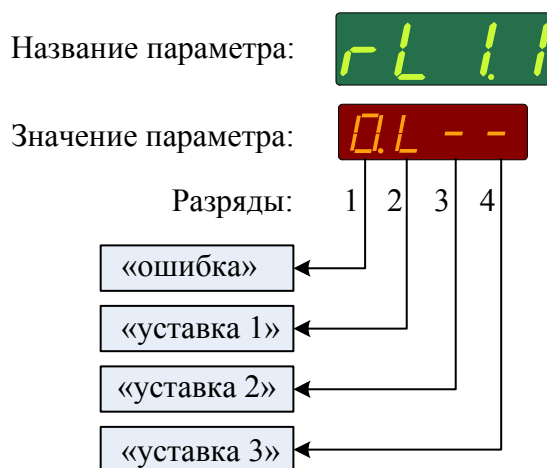 Название параметра: rL 1.1
Значение параметра: 0.L - -
Разряды: 1 2 3 4
«ошибка»
«уставка 1»
«уставка 2»
«уставка 3»